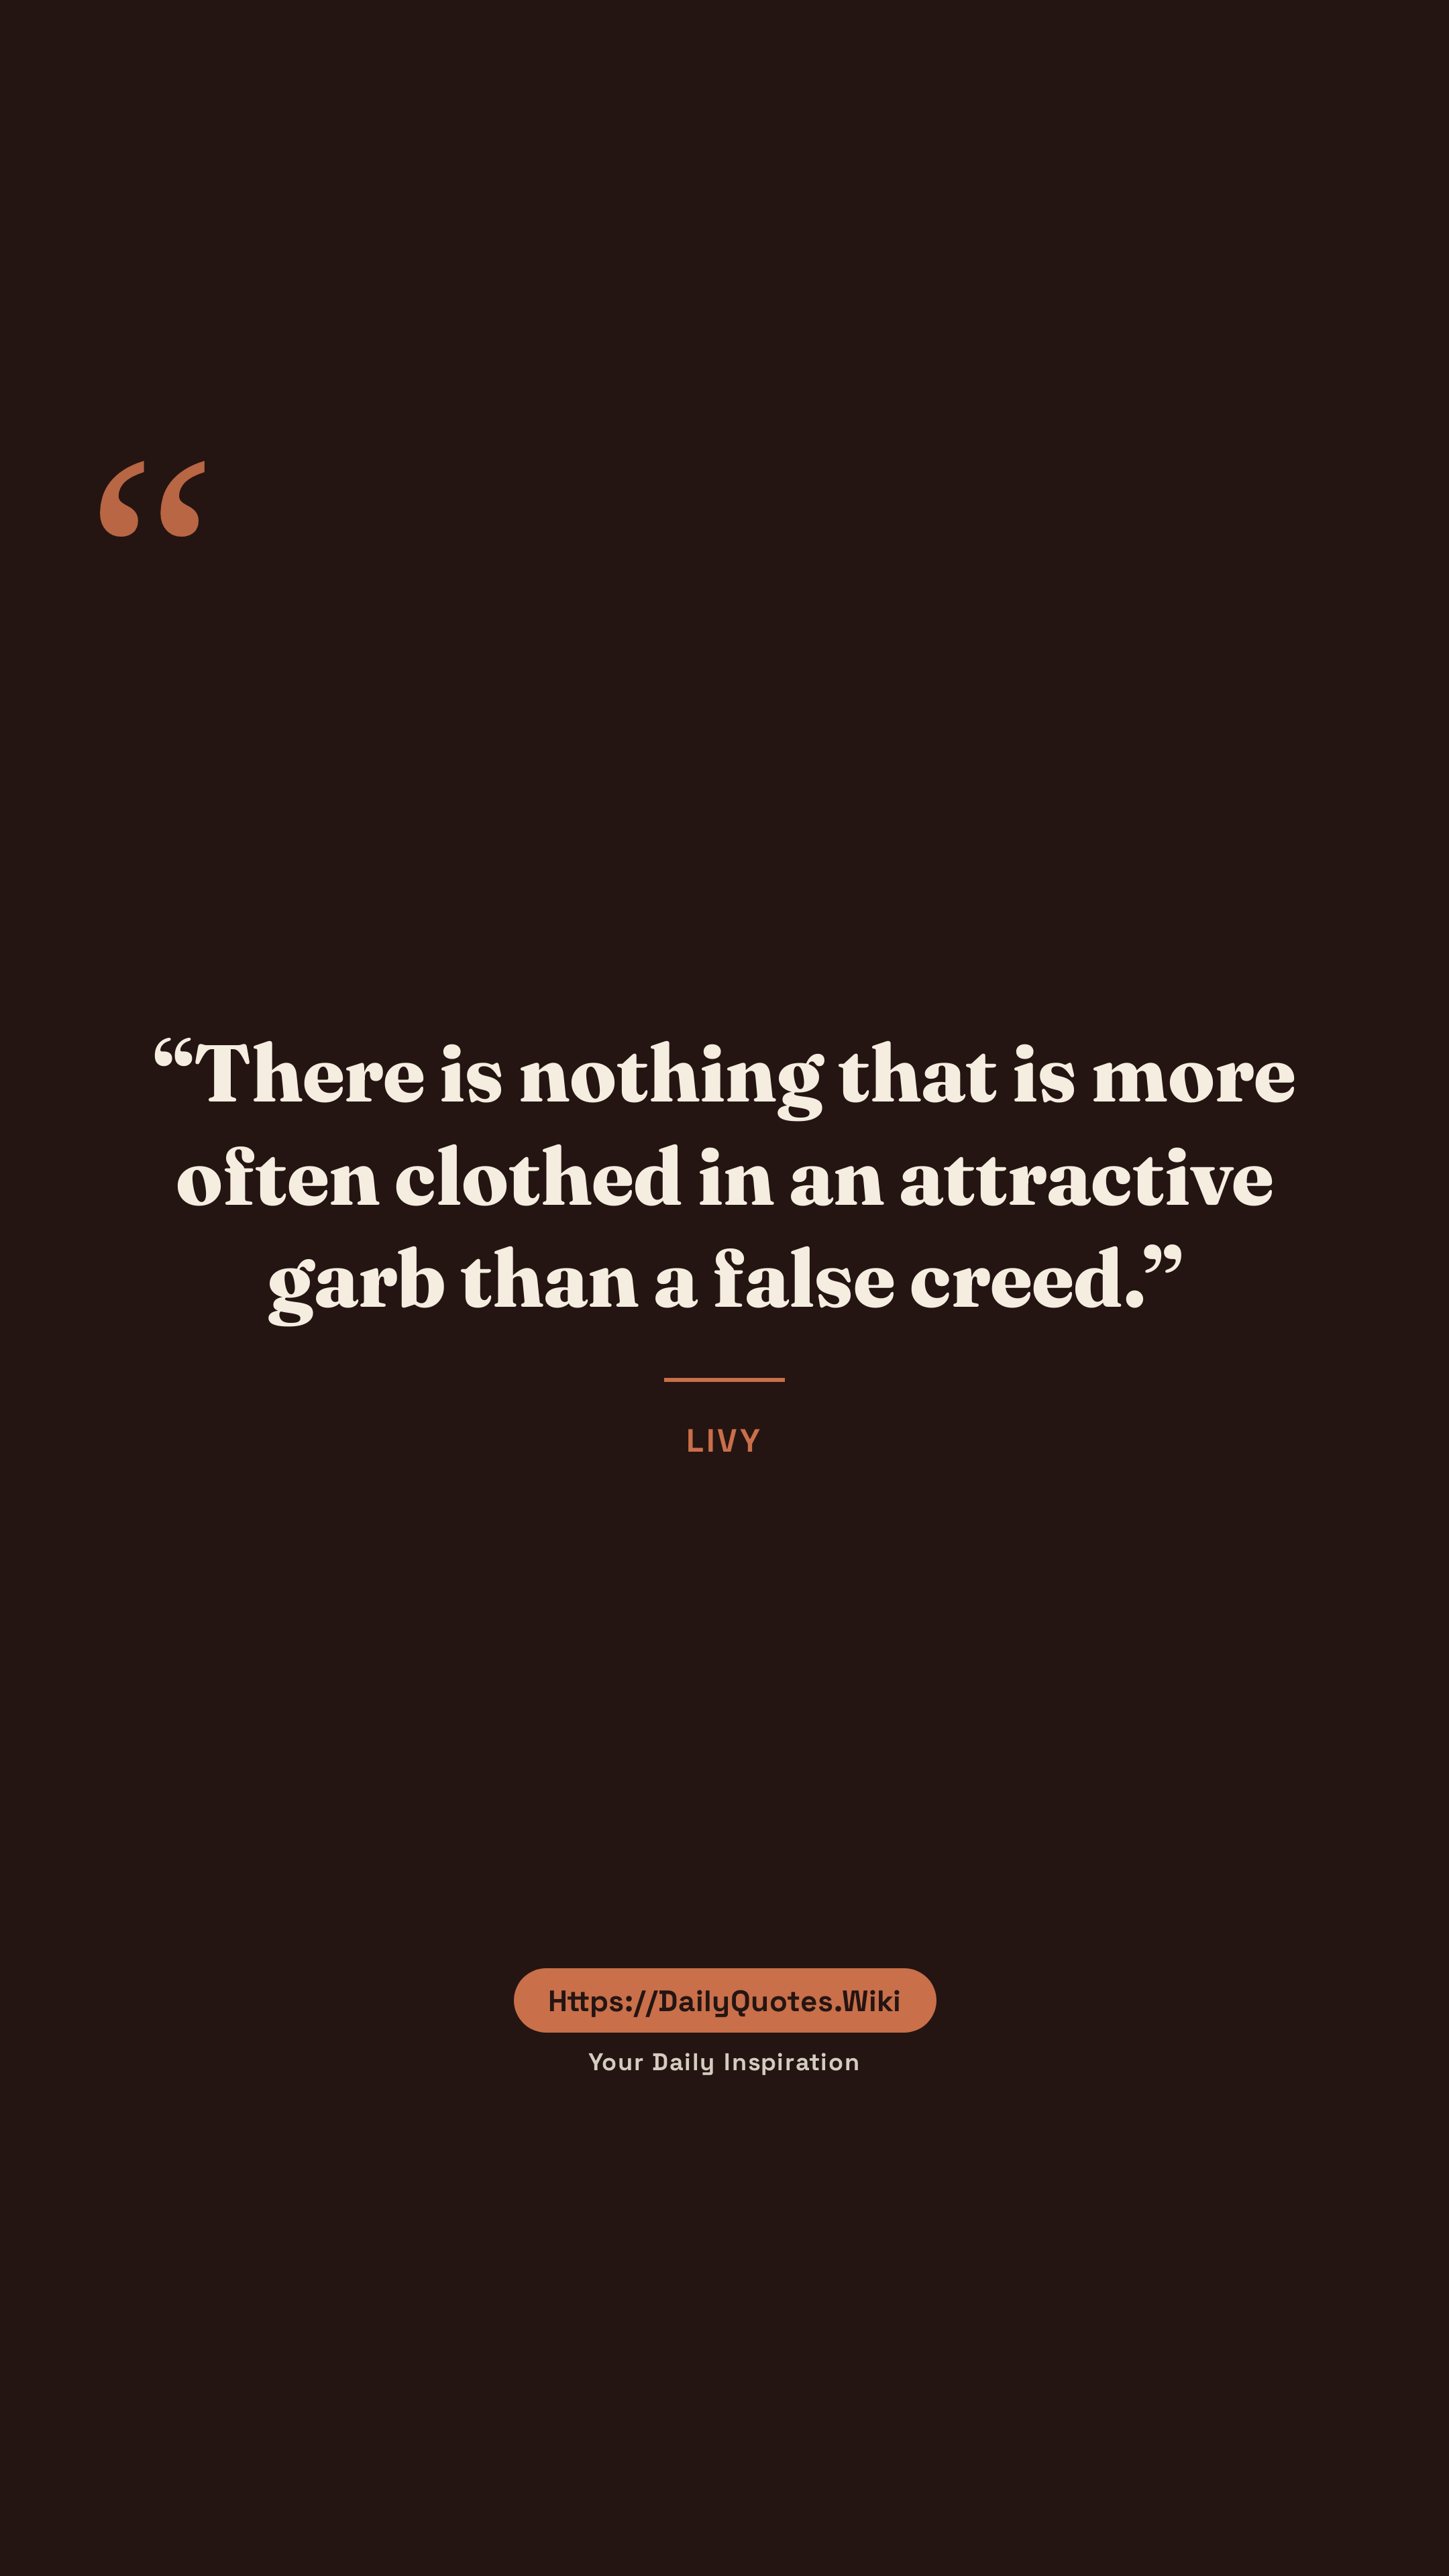 “
“There is nothing that is more
often clothed in an attractive
garb than a false creed.”
LIVY
Https://DailyQuotes.Wiki
Your Daily Inspiration